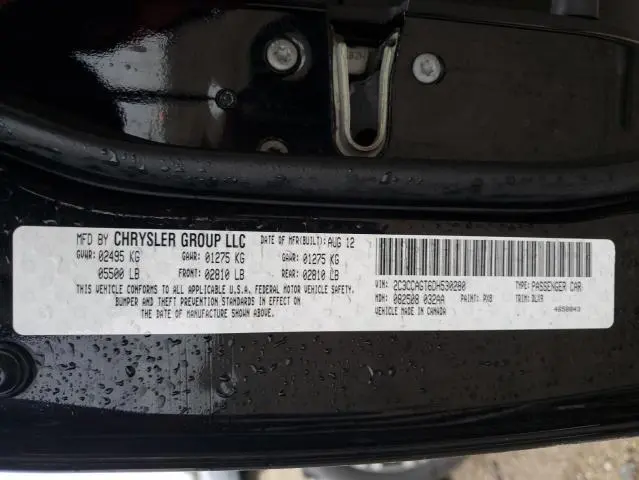 MFD BY CHRYSLER GROUP LLC DATE OF MFR(BUILT): AUG 12
GVWR: 02495 KG GAWR: 01275 KG GAWR: 01275 KG
05500 LB FRONT: 02810 LB REAR: 02810 LB
THIS VEHICLE CONFORMS TO ALL APPLICABLE U.S.A. FEDERAL MOTOR VEHICLE SAFETY,
BUMPER AND THEFT PREVENTION STANDARDS IN EFFECT ON
THE DATE OF MANUFACTURE SHOWN ABOVE.
VIN: 2C3CCAGT6DH530280 TYPE: PASSENGER CAR
MDH: 082508 032AA PAINT: PX8 TRIM: DLX9
VEHICLE MADE IN CANADA 4650043